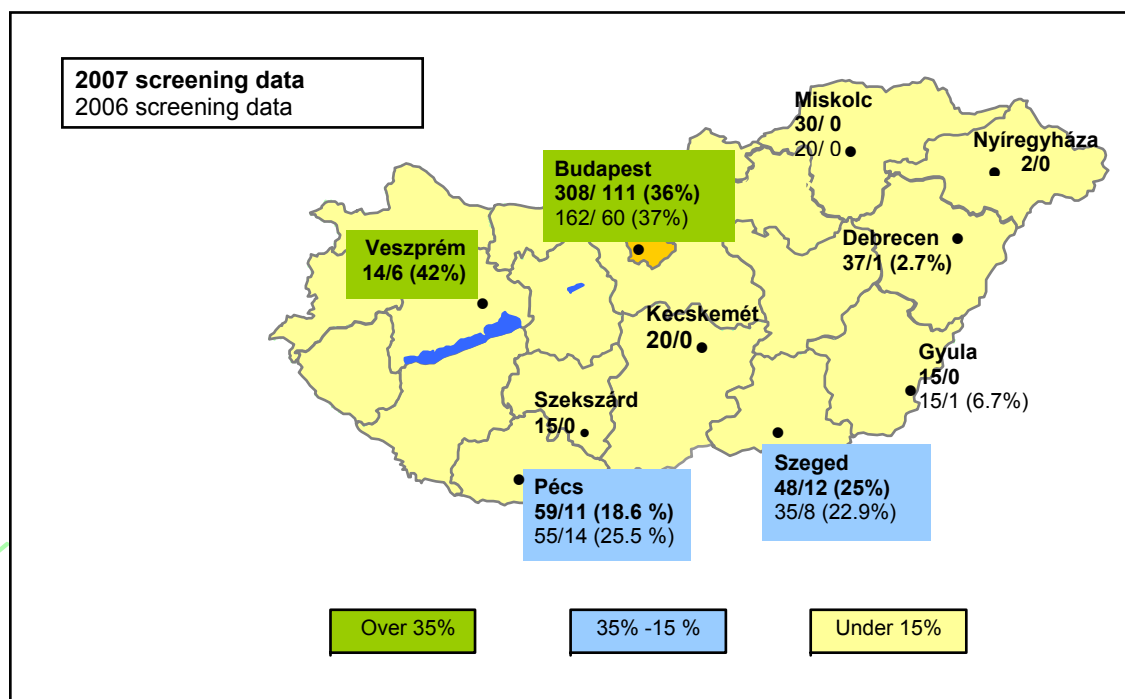 2007 screening data
2006 screening data
Miskolc
30/ 0
20/ 0
Nyíregyháza
2/0
Budapest
308/ 111 (36%)
162/ 60 (37%)
Veszprém
14/6 (42%)
Debrecen
37/1 (2.7%)
Kecskemét
20/0
Gyula
15/0
15/1 (6.7%)
Szekszárd
15/0
Szeged
48/12 (25%)
35/8 (22.9%)
Pécs
59/11 (18.6 %)
55/14 (25.5 %)
Over 35%
35% -15 %
Under 15%